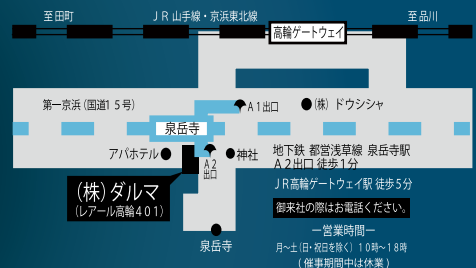 至田町
ＪＲ山手線・京浜東北線
至品川
高輪ゲートウェイ
第一京浜（国道１５号）
Ａ１出口
（株）ドウシシャ
泉岳寺
アパホテル
Ａ２
出口
神社
地下鉄 都営浅草線 泉岳寺駅
Ａ２出口 徒歩１分
（株）ダルマ
（レアール高輪４０１）
ＪＲ高輪ゲートウェイ駅 徒歩５分
御来社の際はお電話ください。
泉岳寺
ー営業時間ー
月～土（日・祝日を除く）１０時～１８時
（催事期間中は休業）